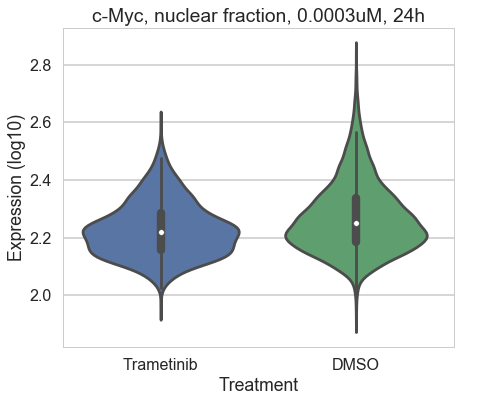 c-Myc, nuclear fraction, 0.0003uM, 24h
Expression (log10)
2.8
2.6
2.4
2.2
2.0
Trametinib DMSO
Treatment